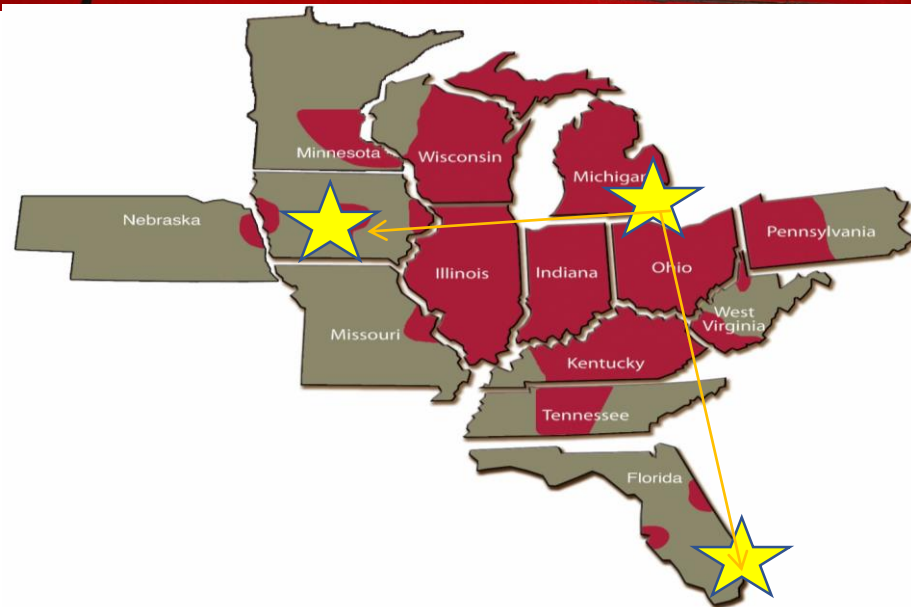 Minnesota
Wisconsin
Michigan
Nebraska
Pennsylvania
Illinois
Indiana
Ohio
West
Virginia
Missouri
Kentucky
Tennessee
Florida